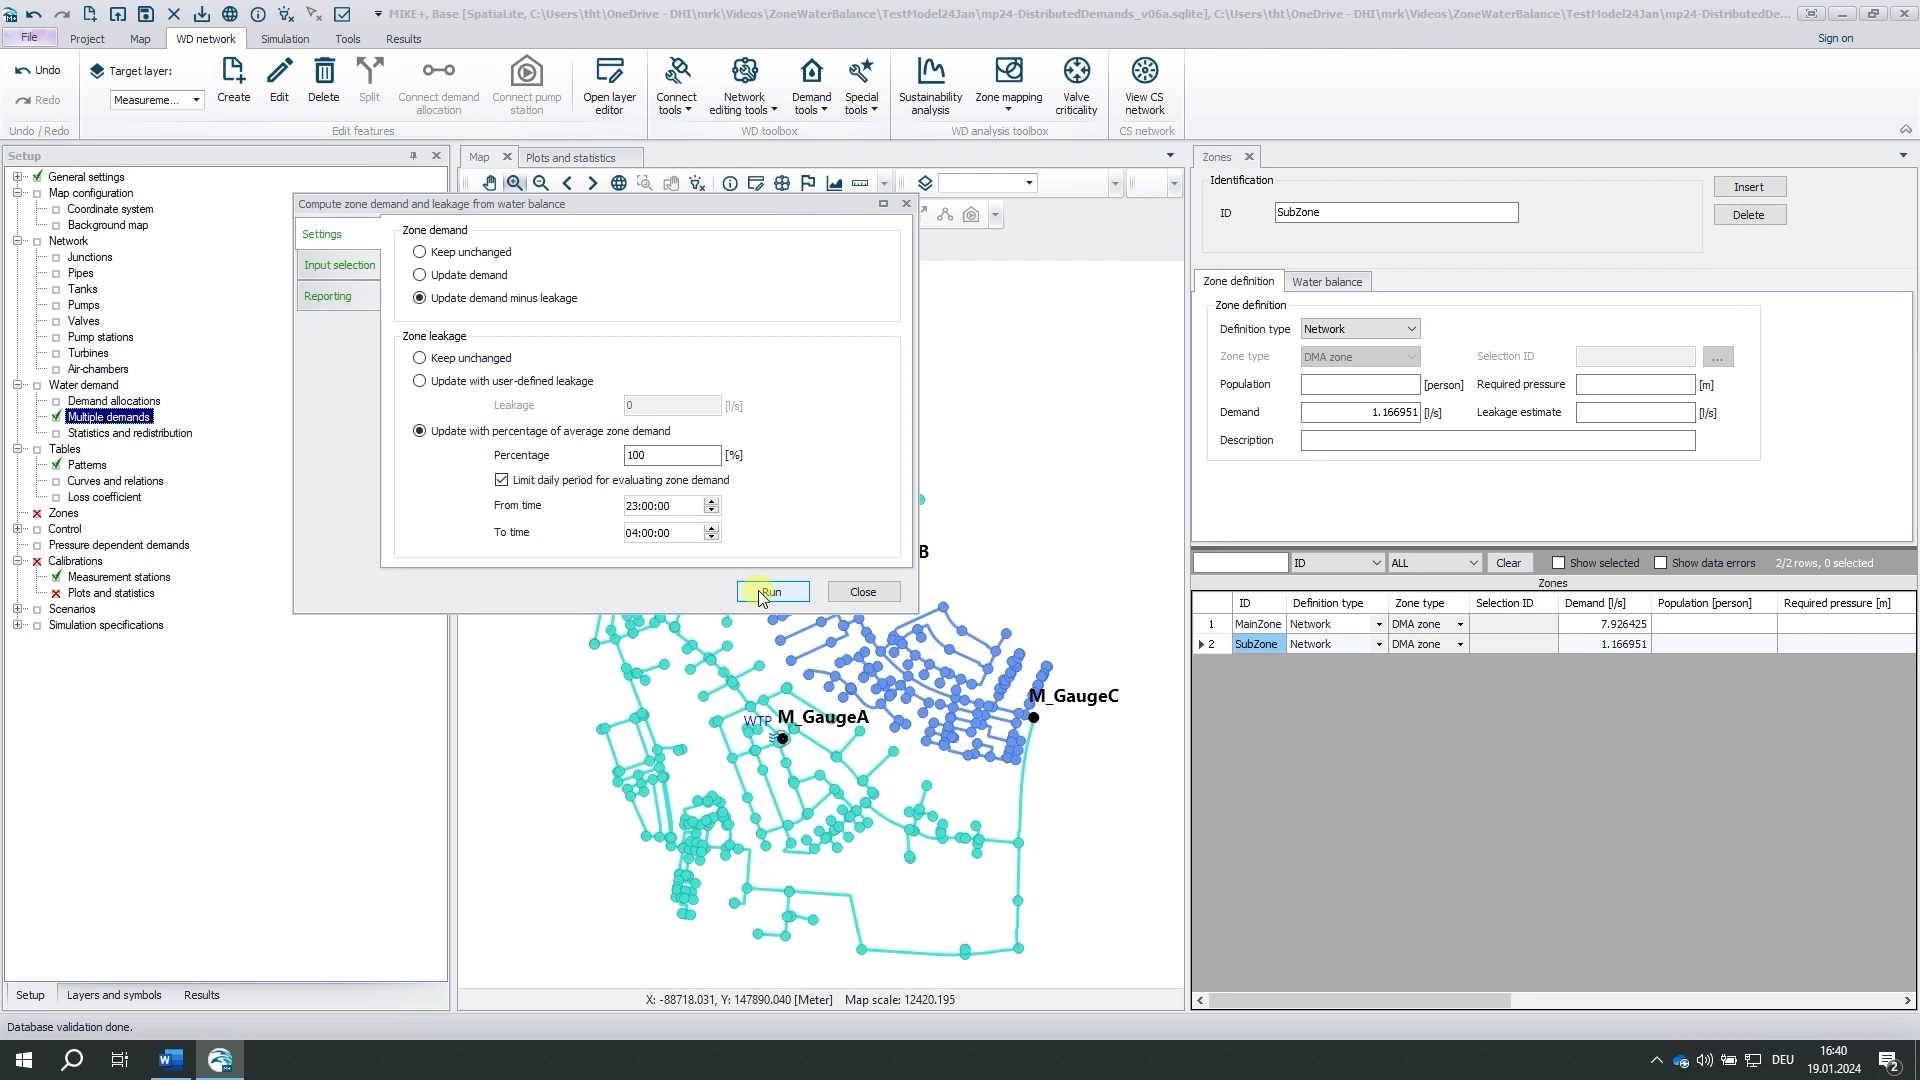 MIKE+, Base [SpatiaLite, C:\Users\tht\OneDrive - DHI\mrk\Videos\ZoneWaterBalance\TestModel24Jan\mp24-DistributedDemands_v06a.sqlite], C:\Users\tht\OneDrive - DHI\mrk\Videos\ZoneWaterBalance\TestModel24Jan\mp24-DistributedDe...
File Project Map WD network Simulation Tools Results Sign on
Undo
Redo
Undo / Redo
Target layer:
Measureme...
Create
Edit
Delete
Split
Connect demand
allocation
Connect pump
station
Edit features
Open layer
editor
Connect
tools
Network
editing tools
Demand
tools
Special
tools
WD toolbox
Sustainability
analysis
Zone mapping
Valve
criticality
WD analysis toolbox
View CS
network
CS network
Setup
General settings
Map configuration
Coordinate system
Background map
Network
Junctions
Pipes
Tanks
Pumps
Valves
Pump stations
Turbines
Air-chambers
Water demand
Demand allocations
Multiple demands
Statistics and redistribution
Tables
Patterns
Curves and relations
Loss coefficient
Zones
Control
Pressure dependent demands
Calibrations
Measurement stations
Plots and statistics
Scenarios
Simulation specifications
Setup Layers and symbols Results
Map Plots and statistics
Compute zone demand and leakage from water balance
Settings
Input selection
Reporting
Zone demand
Keep unchanged
Update demand
Update demand minus leakage
Zone leakage
Keep unchanged
Update with user-defined leakage
Leakage 0 [l/s]
Update with percentage of average zone demand
Percentage 100 [%]
Limit daily period for evaluating zone demand
From time 23:00:00
To time 04:00:00
Run Close
B
M_GaugeC
WTP M_GaugeA
X: -88718.031, Y: 147890.040 [Meter] Map scale: 12420.195
Zones
Identification
ID SubZone
Insert
Delete
Zone definition Water balance
Zone definition
Definition type Network
Zone type DMA zone Selection ID ...
Population [person] Required pressure [m]
Demand 1.166951 [l/s] Leakage estimate [l/s]
Description
ID ALL Clear Show selected Show data errors 2/2 rows, 0 selected
Zones
ID Definition type Zone type Selection ID Demand [l/s] Population [person] Required pressure [m]
1 MainZone Network DMA zone 7.926425
2 SubZone Network DMA zone 1.166951
Database validation done.
DEU
16:40
19.01.2024
2